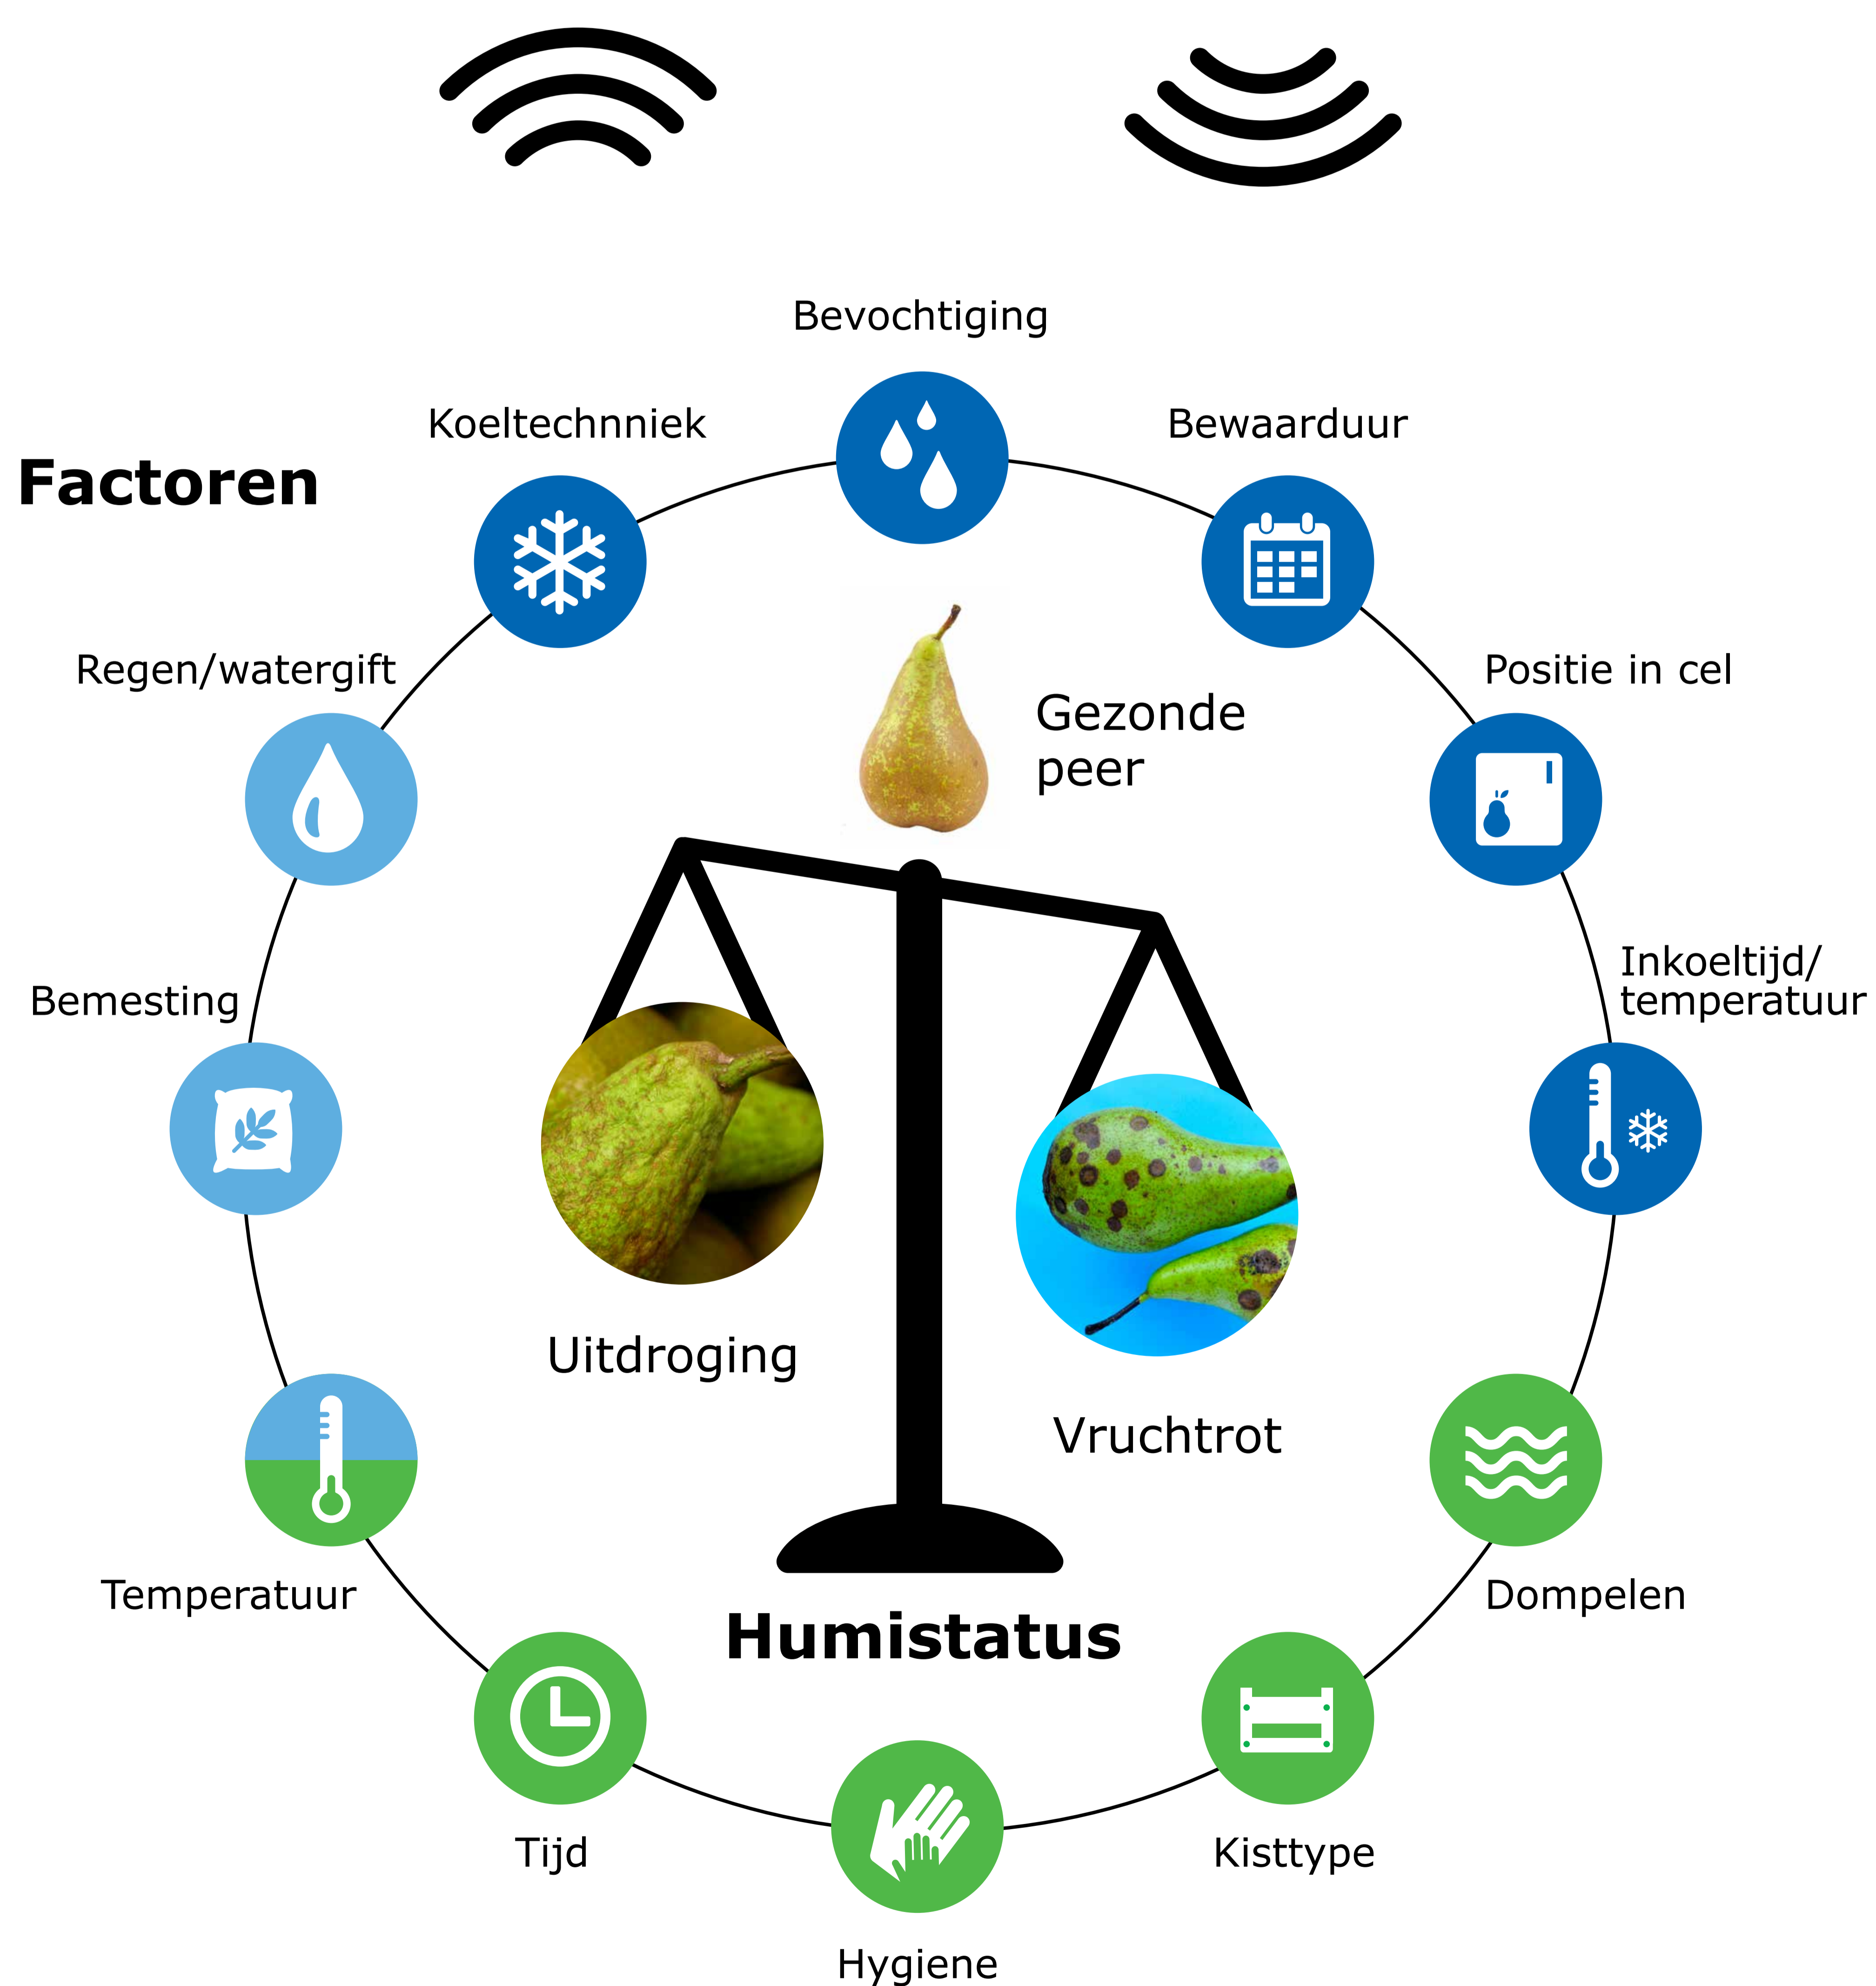 Bevochtiging
Koeltechnniek
Bewaarduur
Factoren
Regen/watergift
Positie in cel
Gezonde
peer
Inkoeltijd/
temperatuur
Bemesting
Uitdroging
Vruchtrot
Temperatuur
Dompelen
Humistatus
Tijd
Kisttype
Hygiene